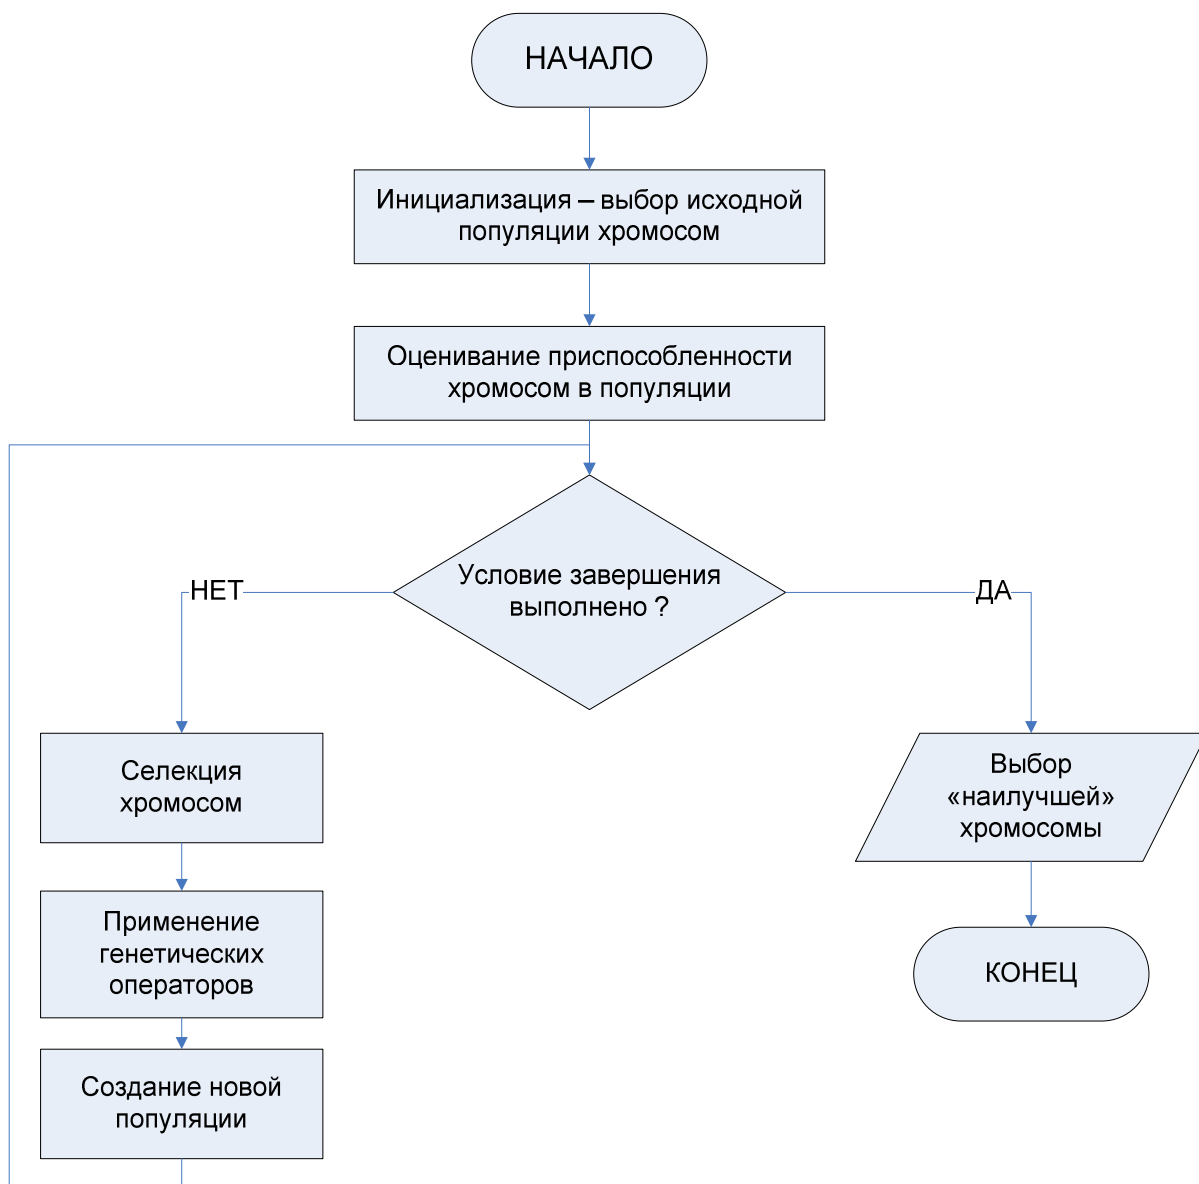 НАЧАЛО
Инициализация – выбор исходной
популяции хромосом
Оценивание приспособленности
хромосом в популяции
Условие завершения
выполнено ?
НЕТ
ДА
Селекция
хромосом
Применение
генетических
операторов
Создание новой
популяции
Выбор
«наилучшей»
хромосомы
КОНЕЦ